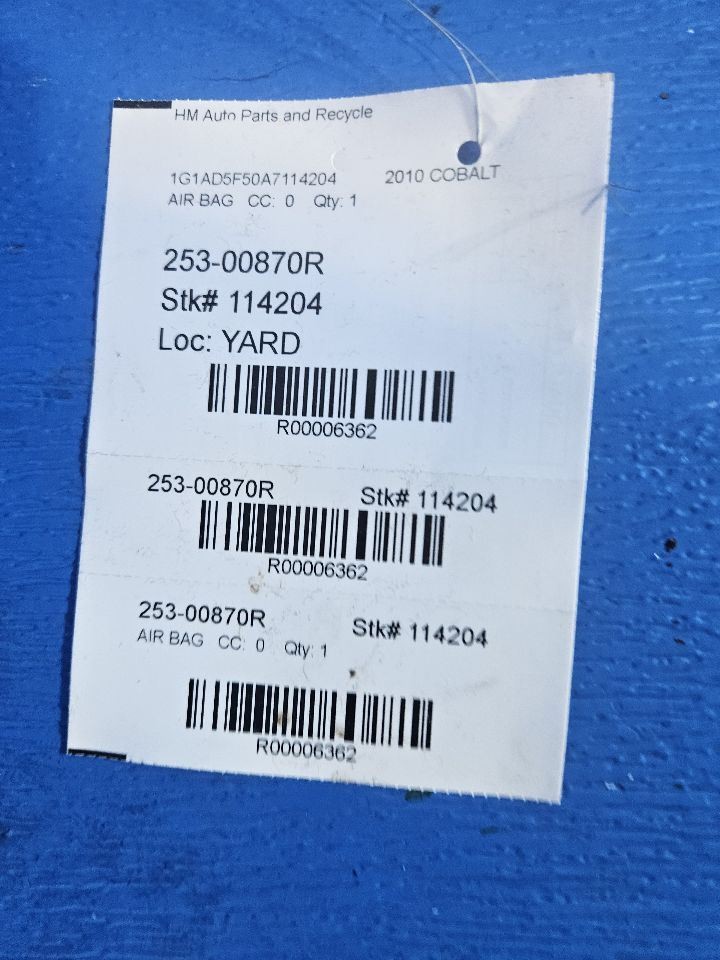 HM Auto Parts and Recycle
1G1AD5F50A7114204 2010 COBALT
AIR BAG CC: 0 Qty: 1
253-00870R
Stk# 114204
Loc: YARD
R00006362
253-00870R Stk# 114204
R00006362
253-00870R Stk# 114204
AIR BAG CC: 0 Qty: 1
R00006362